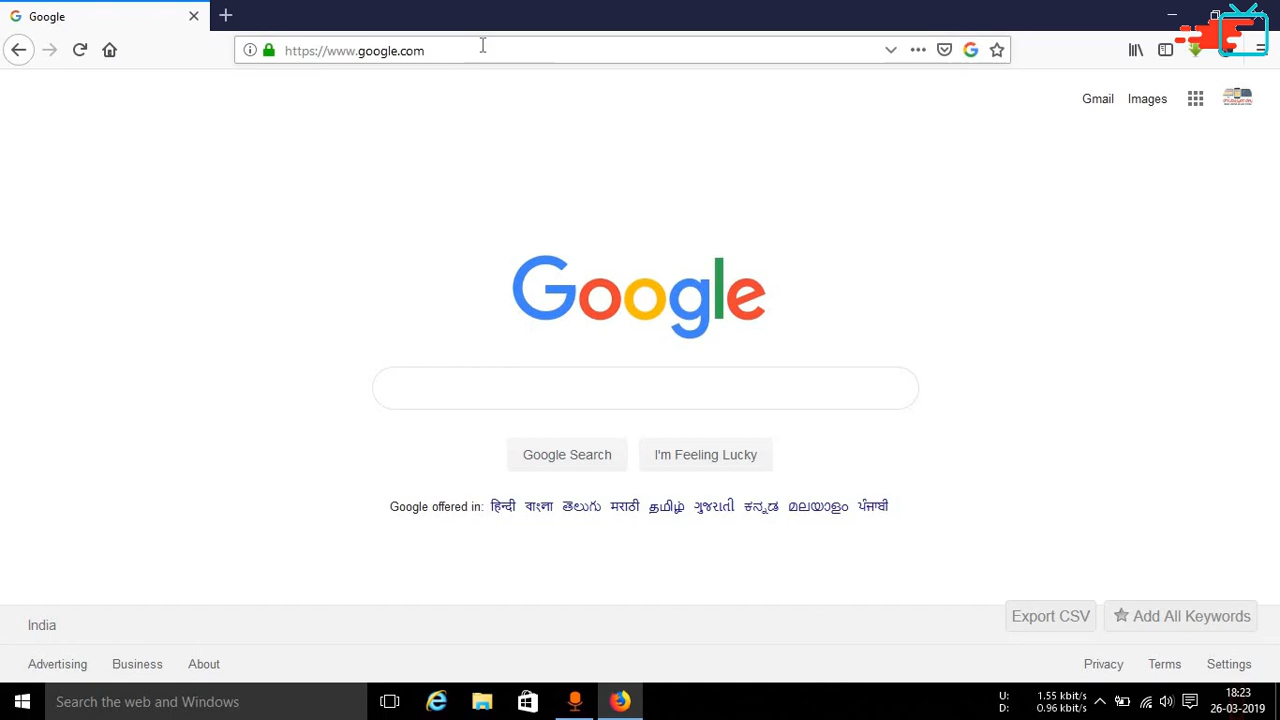 Google
https://www.google.com
Gmail Images
Google
Google Search I'm Feeling Lucky
Google offered in: हिन्दी বাংলা తెలుగు मराठी தமிழ் ગુજરાતી ಕನ್ನಡ മലയാളം ਪੰਜਾਬੀ
Export CSV Add All Keywords
India
Advertising Business About Privacy Terms Settings
Search the web and Windows
U: 1.55 kbit/s
D: 0.96 kbit/s
18:23
26-03-2019